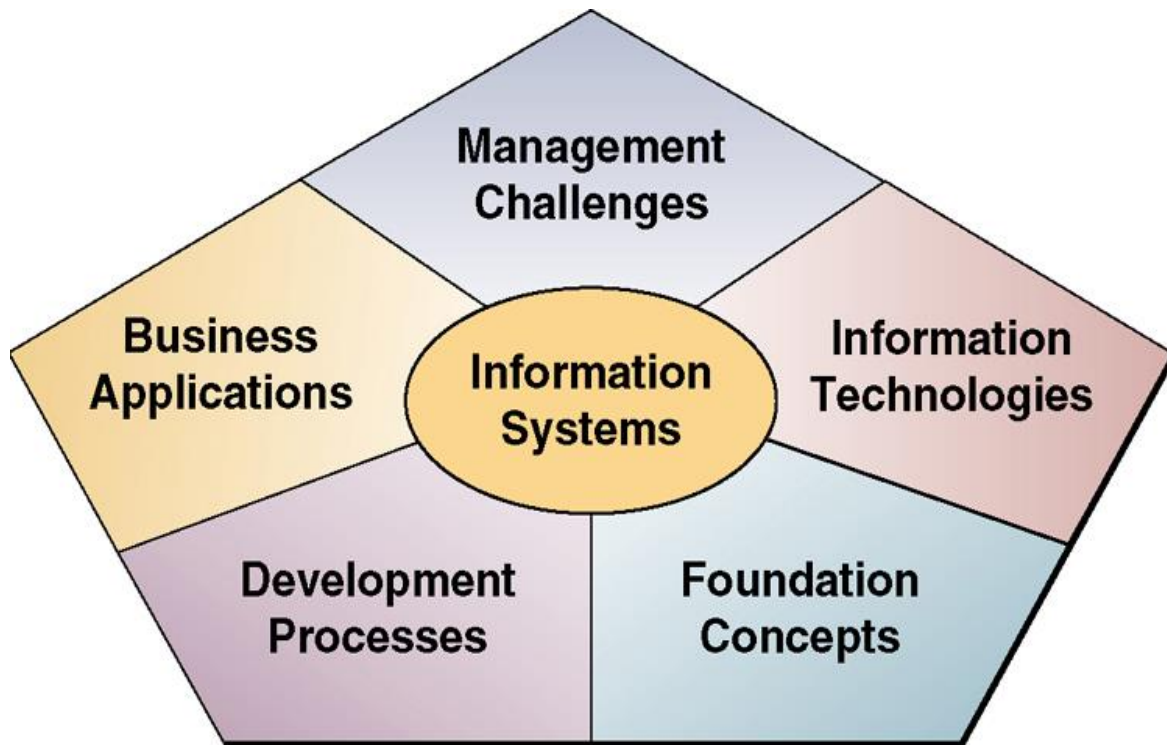 Management
Challenges
Business
Applications
Information
Systems
Information
Technologies
Development
Processes
Foundation
Concepts